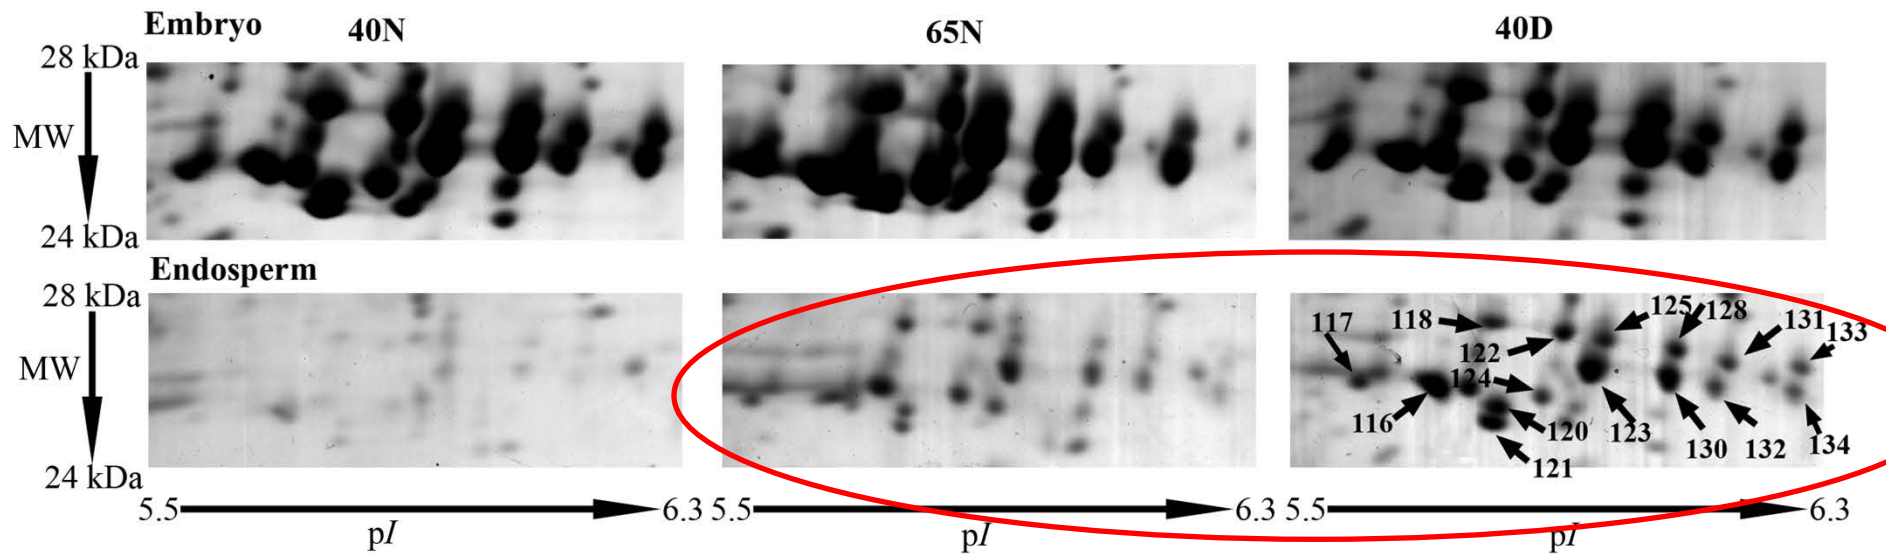 Embryo 40N 65N 40D
28 kDa
MW
24 kDa
Endosperm
28 kDa
MW
24 kDa
117 118 125 128 131 133
122
124
116 120 123 130 132 134
121
5.5 6.3 5.5 6.3 5.5 6.3
pI pI pI